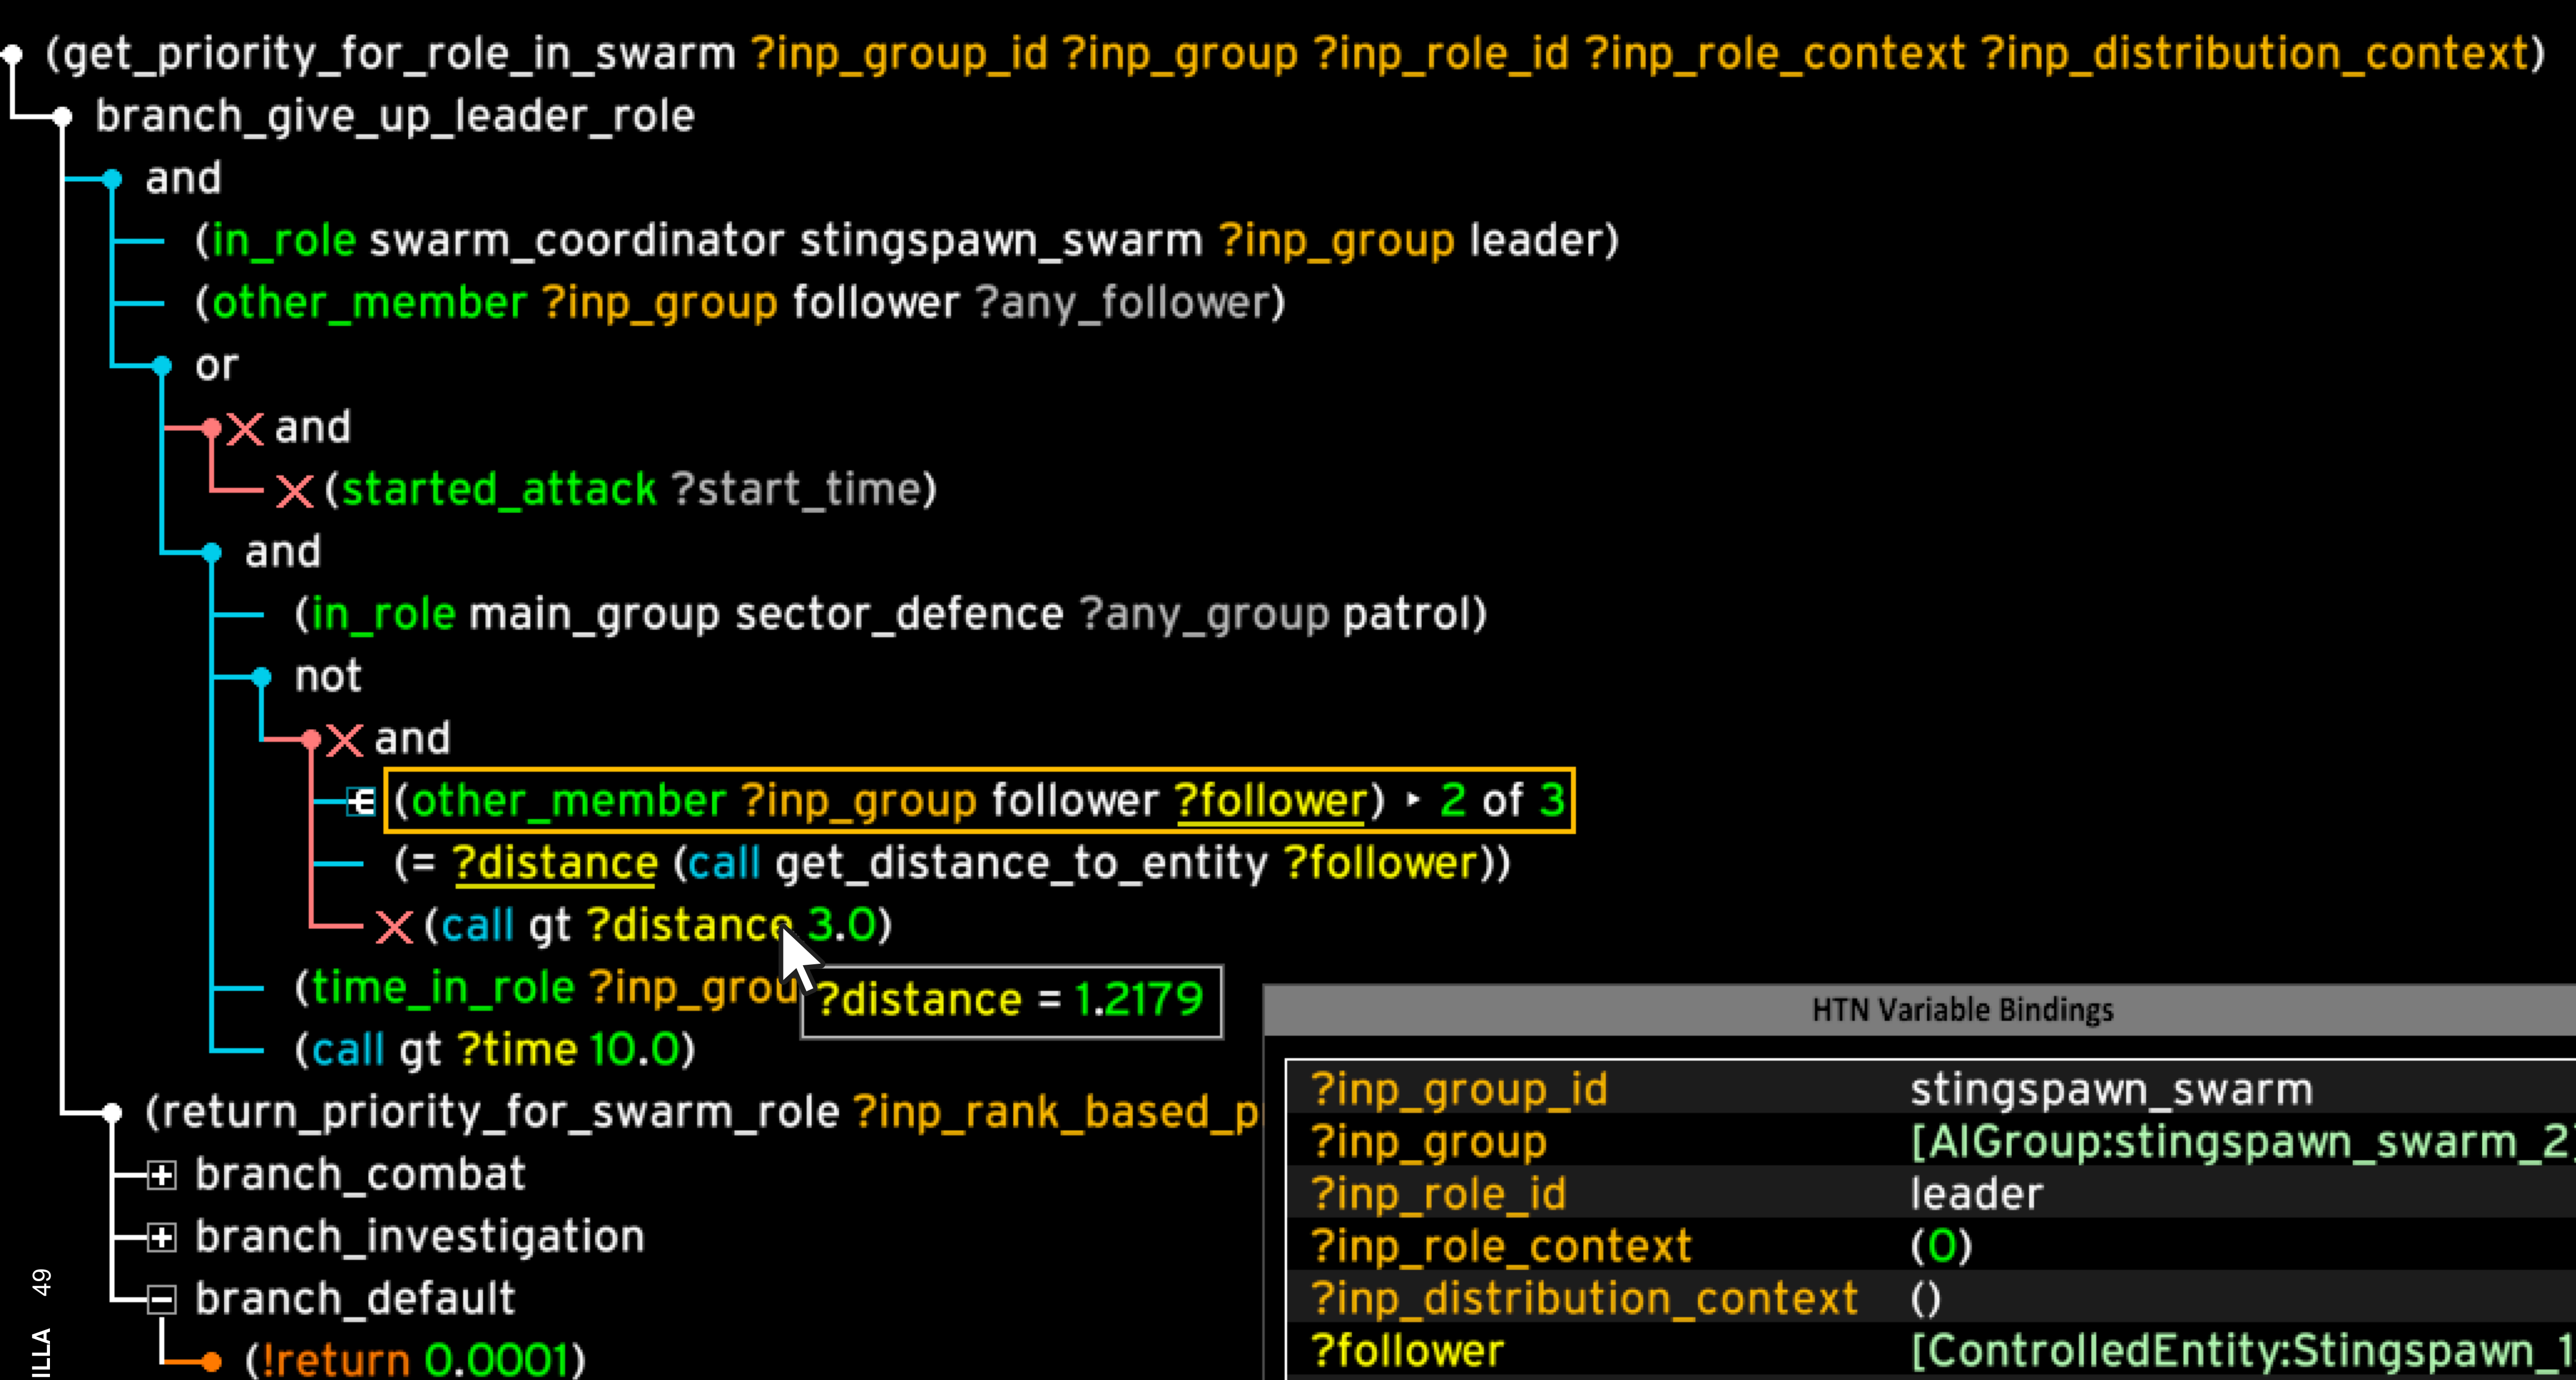 (get_priority_for_role_in_swarm ?inp_group_id ?inp_group ?inp_role_id ?inp_role_context ?inp_distribution_context)
branch_give_up_leader_role
and
(in_role swarm_coordinator stingspawn_swarm ?inp_group leader)
(other_member ?inp_group follower ?any_follower)
or
and
(started_attack ?start_time)
and
(in_role main_group sector_defence ?any_group patrol)
not
and
(other_member ?inp_group follower ?follower) ▸ 2 of 3
(= ?distance (call get_distance_to_entity ?follower))
(call gt ?distance 3.0)
(time_in_role ?inp_grou
?distance = 1.2179
(call gt ?time 10.0)
(return_priority_for_swarm_role ?inp_rank_based_p
branch_combat
branch_investigation
branch_default
(!return 0.0001)
HTN Variable Bindings
?inp_group_id stingspawn_swarm
?inp_group [AIGroup:stingspawn_swarm_2]
?inp_role_id leader
?inp_role_context (0)
?inp_distribution_context ()
?follower [ControlledEntity:Stingspawn_1
ILLA 49